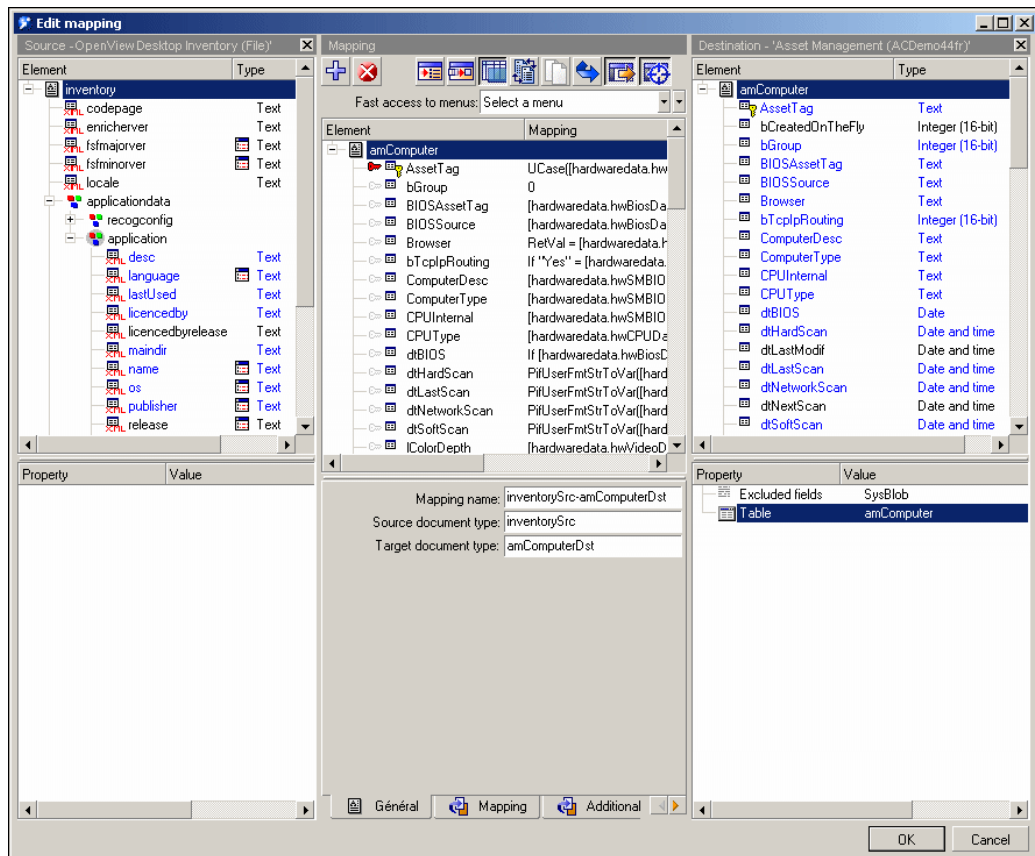 Edit mapping
Source - OpenView Desktop Inventory (File)'
Element Type
inventory
codepage Text
enricherver Text
fsfmajorver Text
fsfminorver Text
locale Text
applicationdata
recogconfig
application
desc Text
language Text
lastUsed Text
licencedby Text
licencedbyrelease Text
maindir Text
name Text
os Text
publisher Text
release Text
Property Value
Mapping
Fast access to menus: Select a menu
Element Mapping
amComputer
AssetTag UCase([hardwaredata.hw
bGroup 0
BIOSAssetTag [hardwaredata.hwBiosDa
BIOSSource [hardwaredata.hwBiosDa
Browser RetVal = [hardwaredata.h
bTcpIpRouting If "Yes" = [hardwaredata.
ComputerDesc [hardwaredata.hwSMBIO
ComputerType [hardwaredata.hwSMBIO
CPUInternal [hardwaredata.hwSMBIO
CPUType [hardwaredata.hwCPUDa
dtBIOS If [hardwaredata.hwBiosD
dtHardScan PifUserFmtStrToVar([hard
dtLastScan PifUserFmtStrToVar([hard
dtNetworkScan PifUserFmtStrToVar([hard
dtSoftScan PifUserFmtStrToVar([hard
lColorDepth [hardwaredata.hwVideoD
Mapping name: inventorySrc-amComputerDst
Source document type: inventorySrc
Target document type: amComputerDst
Général Mapping Additional
Destination - 'Asset Management (ACDemo44fr)'
Element Type
amComputer
AssetTag Text
bCreatedOnTheFly Integer (16-bit)
bGroup Integer (16-bit)
BIOSAssetTag Text
BIOSSource Text
Browser Text
bTcpIpRouting Integer (16-bit)
ComputerDesc Text
ComputerType Text
CPUInternal Text
CPUType Text
dtBIOS Date
dtHardScan Date and time
dtLastModif Date and time
dtLastScan Date and time
dtNetworkScan Date and time
dtNextScan Date and time
dtSoftScan Date and time
Property Value
Excluded fields SysBlob
Table amComputer
OK Cancel